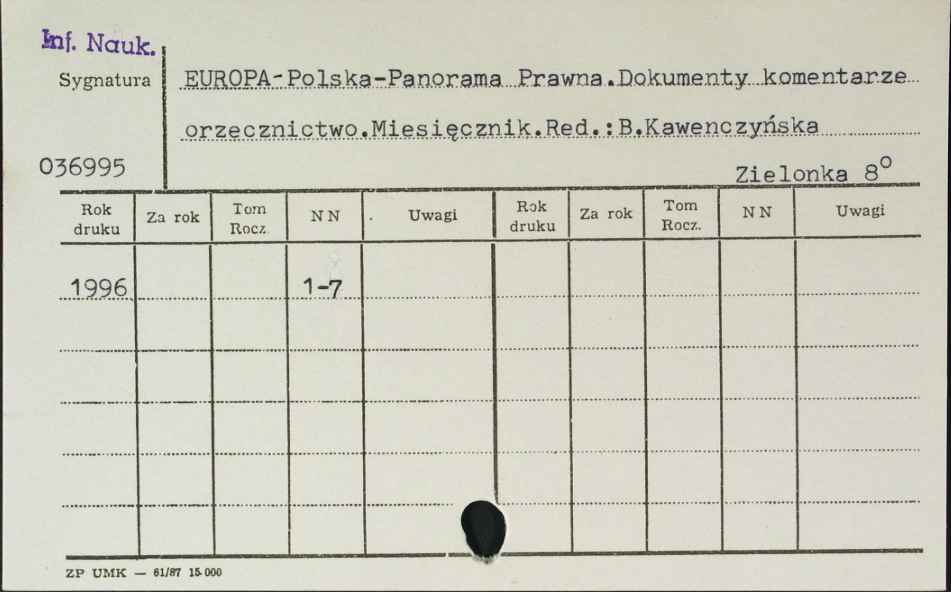 Inf. Nauk.
Sygnatura
EUROPA-Polska-Panorama Prawna.Dokumenty komentarze
orzecznictwo.Miesięcznik.Red.:B.Kawenczyńska
036995
Zielonka 8°
Rok druku Za rok Tom Rocz. N N Uwagi Rok druku Za rok Tom Rocz. N N Uwagi
1996 1-7
ZP UMK — 61/87 15 000